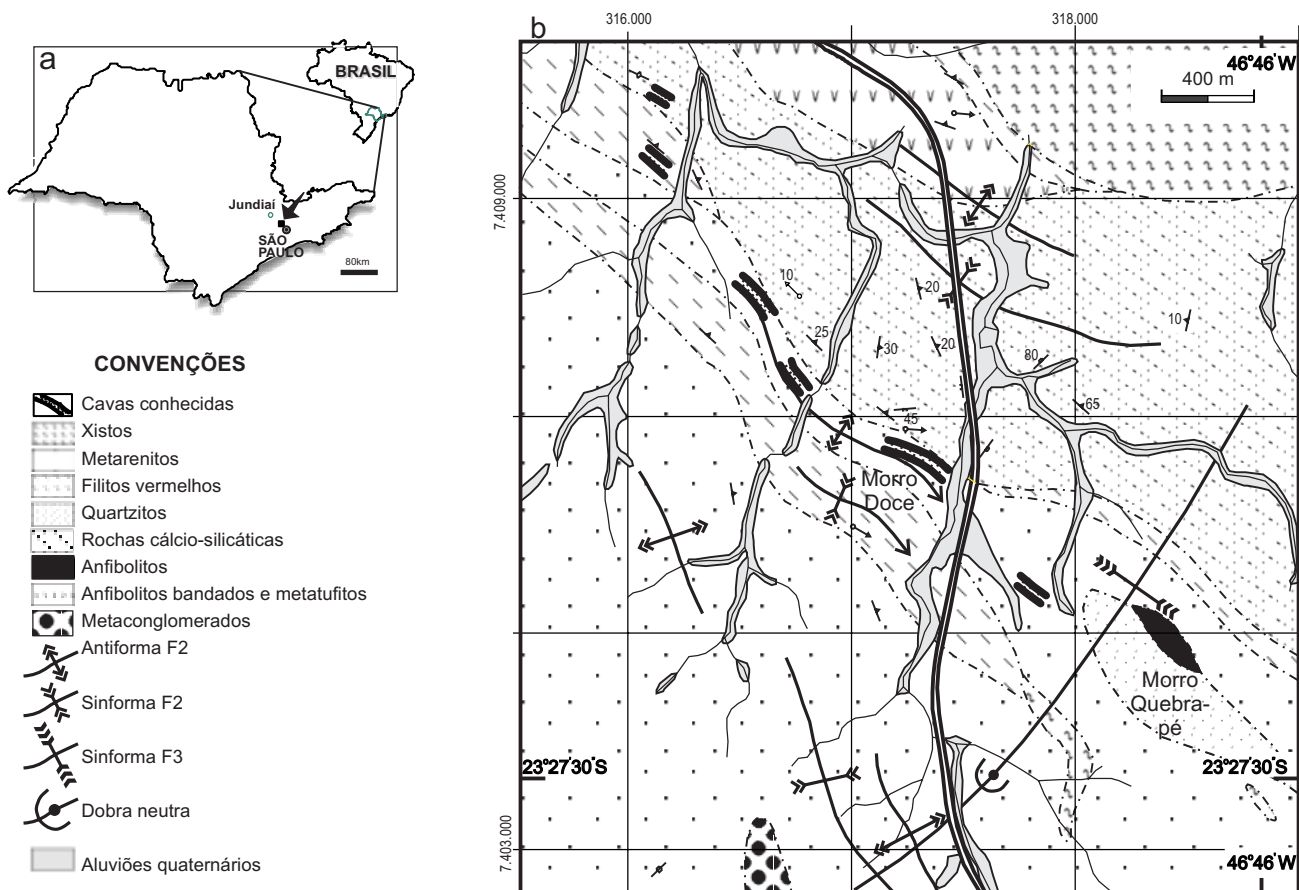 a
BRASIL
Jundiaí
SÃO
PAULO
80km
CONVENÇÕES
Cavas conhecidas
Xistos
Metarenitos
Filitos vermelhos
Quartzitos
Rochas cálcio-silicáticas
Anfibolitos
Anfibolitos bandados e metatufitos
Metaconglomerados
Antiforma F2
Sinforma F2
Sinforma F3
Dobra neutra
Aluviões quaternários
b
316.000
318.000
46°46'W
400 m
7.409.000
10
20
25
30
20
10
80
65
45
Morro
Doce
Morro
Quebra-
pé
23°27'30"S
23°27'30"S
7.403.000
46°46'W